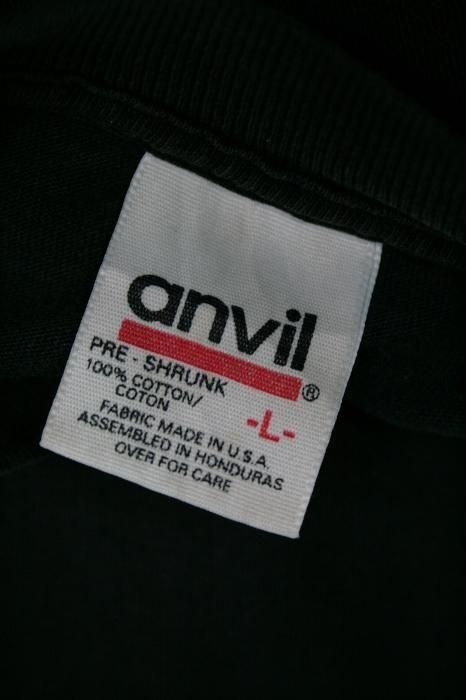 anvil®
PRE - SHRUNK
100% COTTON/
COTON
-L-
FABRIC MADE IN U.S.A.
ASSEMBLED IN HONDURAS
OVER FOR CARE